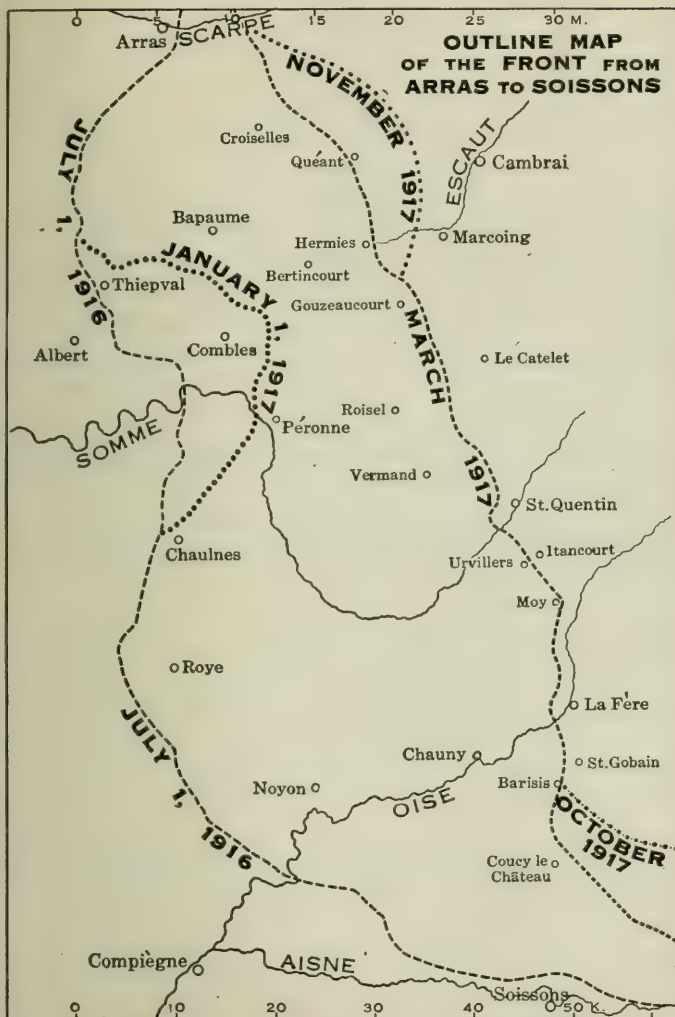 0 5 10 15 20 25 30 M.
Arras
SCARPE
OUTLINE MAP
OF THE FRONT FROM
ARRAS TO SOISSONS
NOVEMBER 1917
JULY 1, 1916
Croiselles
Quéant
ESCAUT
Cambrai
Bapaume
JANUARY 1, 1917
Hermies
Marcoing
Bertincourt
Thiepval
Gouzeaucourt
MARCH 1917
Albert
Combles
Le Catelet
Roisel
Péronne
SOMME
Vermand
St. Quentin
Chaulnes
Itancourt
Urvillers
Moy
Roye
La Fère
JULY 1, 1916
Chauny
St. Gobain
Noyon
Barisis
OISE
OCTOBER
1917
Coucy le
Château
Compiègne
AISNE
Soissons
0 10 20 30 40 50 K.